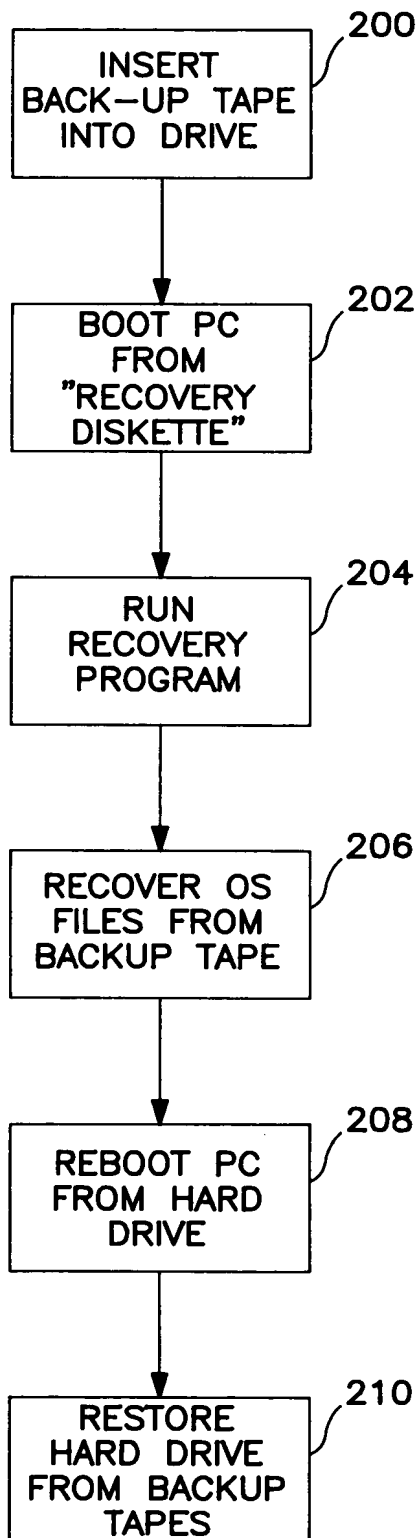 200
INSERT
BACK-UP TAPE
INTO DRIVE
202
BOOT PC
FROM
"RECOVERY
DISKETTE"
204
RUN
RECOVERY
PROGRAM
206
RECOVER OS
FILES FROM
BACKUP TAPE
208
REBOOT PC
FROM HARD
DRIVE
210
RESTORE
HARD DRIVE
FROM BACKUP
TAPES